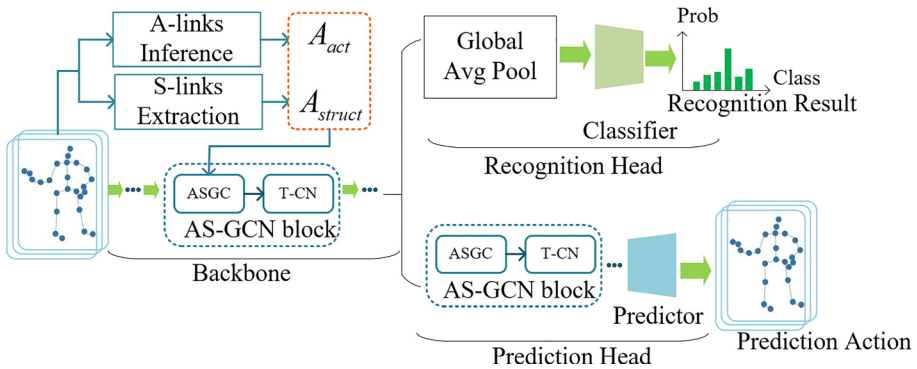 A-links
Inference
S-links
Extraction
A_act
A_struct
ASGC
T-CN
AS-GCN block
Backbone
Global
Avg Pool
Classifier
Prob
Class
Recognition Result
Recognition Head
ASGC
T-CN
AS-GCN block
Predictor
Prediction Action
Prediction Head